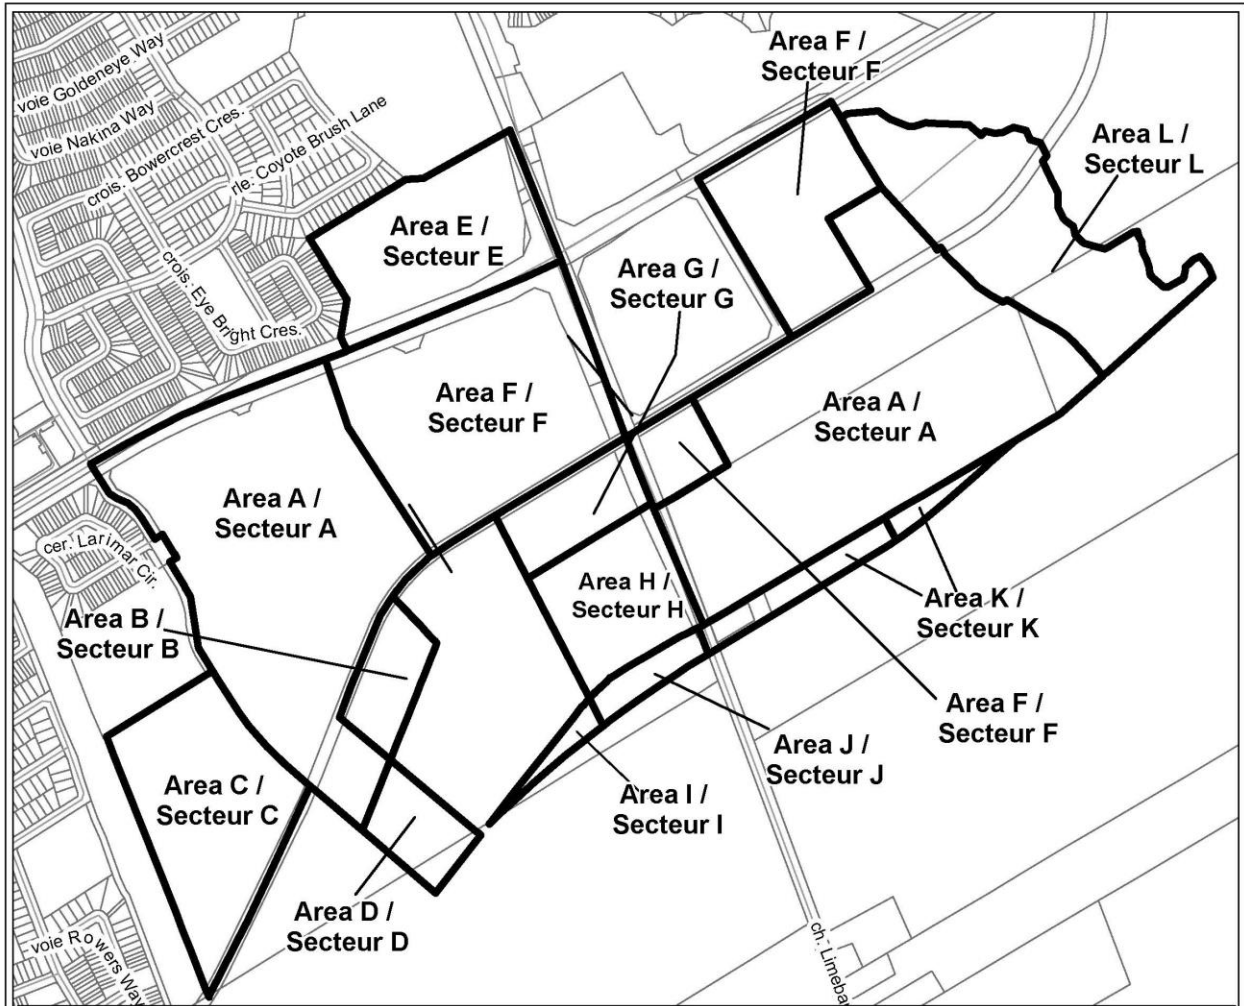 voie Goldeneye Way
voie Nakina Way
crois. Bowercrest Cres.
rle. Coyote Brush Lane
crois. Eye Bright Cres.
Area F /
Secteur F
Area L /
Secteur L
Area E /
Secteur E
Area G /
Secteur G
Area F /
Secteur F
Area A /
Secteur A
Area A /
Secteur A
cer. Larimar Cir.
Area H /
Secteur H
Area B /
Secteur B
Area K /
Secteur K
Area F /
Secteur F
Area J /
Secteur J
Area C /
Secteur C
Area I /
Secteur I
Area D /
Secteur D
voie Rowers Way
ch. Limeba